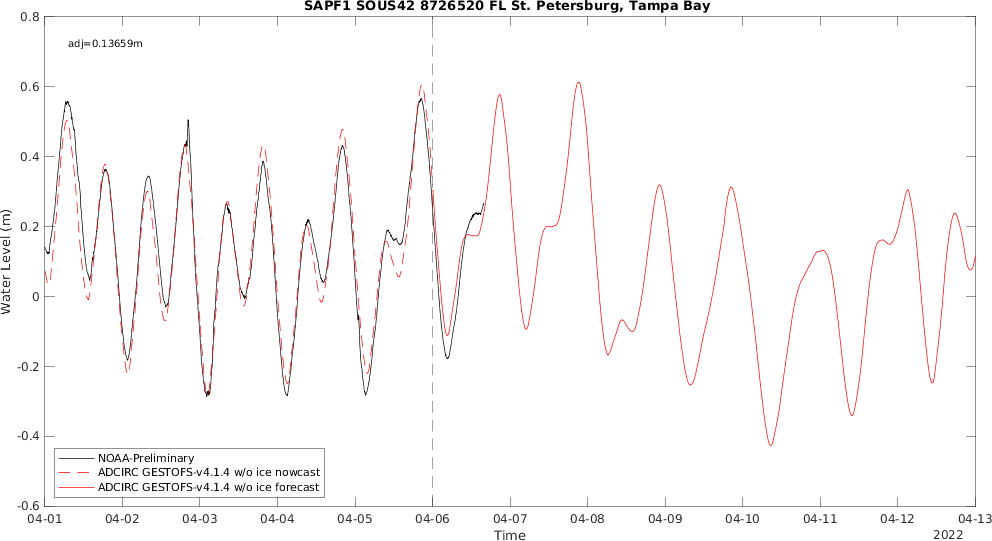 SAPF1 SOUS42 8726520 FL St. Petersburg, Tampa Bay
adj=0.13659m
Water Level (m)
0.8
0.6
0.4
0.2
0
-0.2
-0.4
-0.6
NOAA-Preliminary
ADCIRC GESTOFS-v4.1.4 w/o ice nowcast
ADCIRC GESTOFS-v4.1.4 w/o ice forecast
04-01 04-02 04-03 04-04 04-05 04-06 04-07 04-08 04-09 04-10 04-11 04-12 04-13
Time
2022